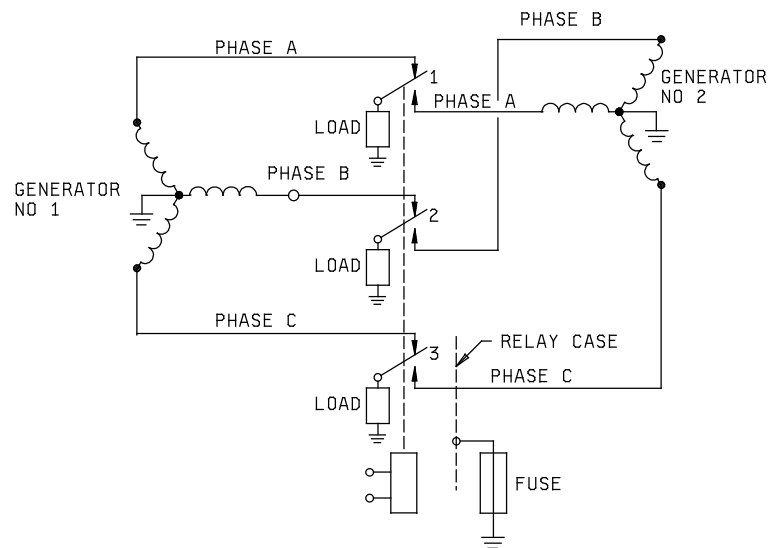 PHASE B
PHASE A
1
GENERATOR
NO 2
PHASE A
LOAD
PHASE B
GENERATOR
NO 1
2
LOAD
PHASE C
RELAY CASE
3
PHASE C
LOAD
FUSE